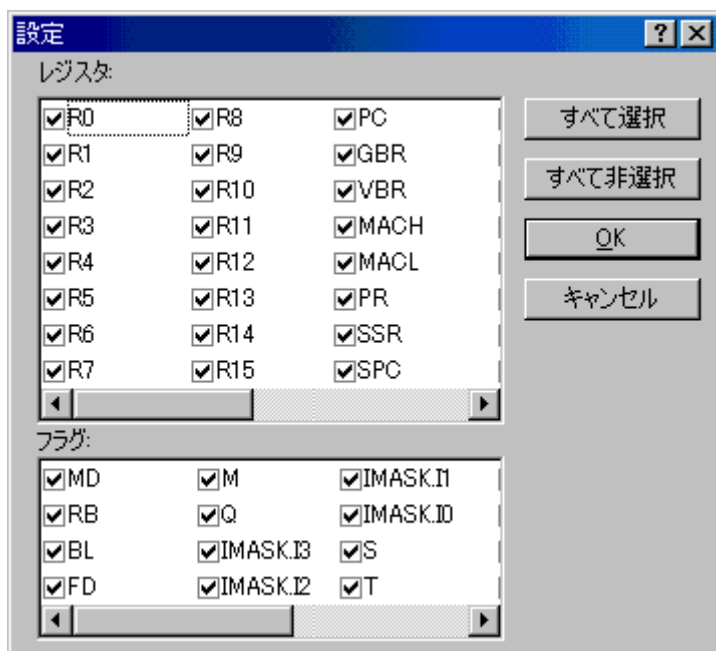 設定
レジスタ:
R0 R8 PC
R1 R9 GBR
R2 R10 VBR
R3 R11 MACH
R4 R12 MACL
R5 R13 PR
R6 R14 SSR
R7 R15 SPC
すべて選択
すべて非選択
OK
キャンセル
フラグ:
MD M IMASK.I1
RB Q IMASK.I0
BL IMASK.I3 S
FD IMASK.I2 T